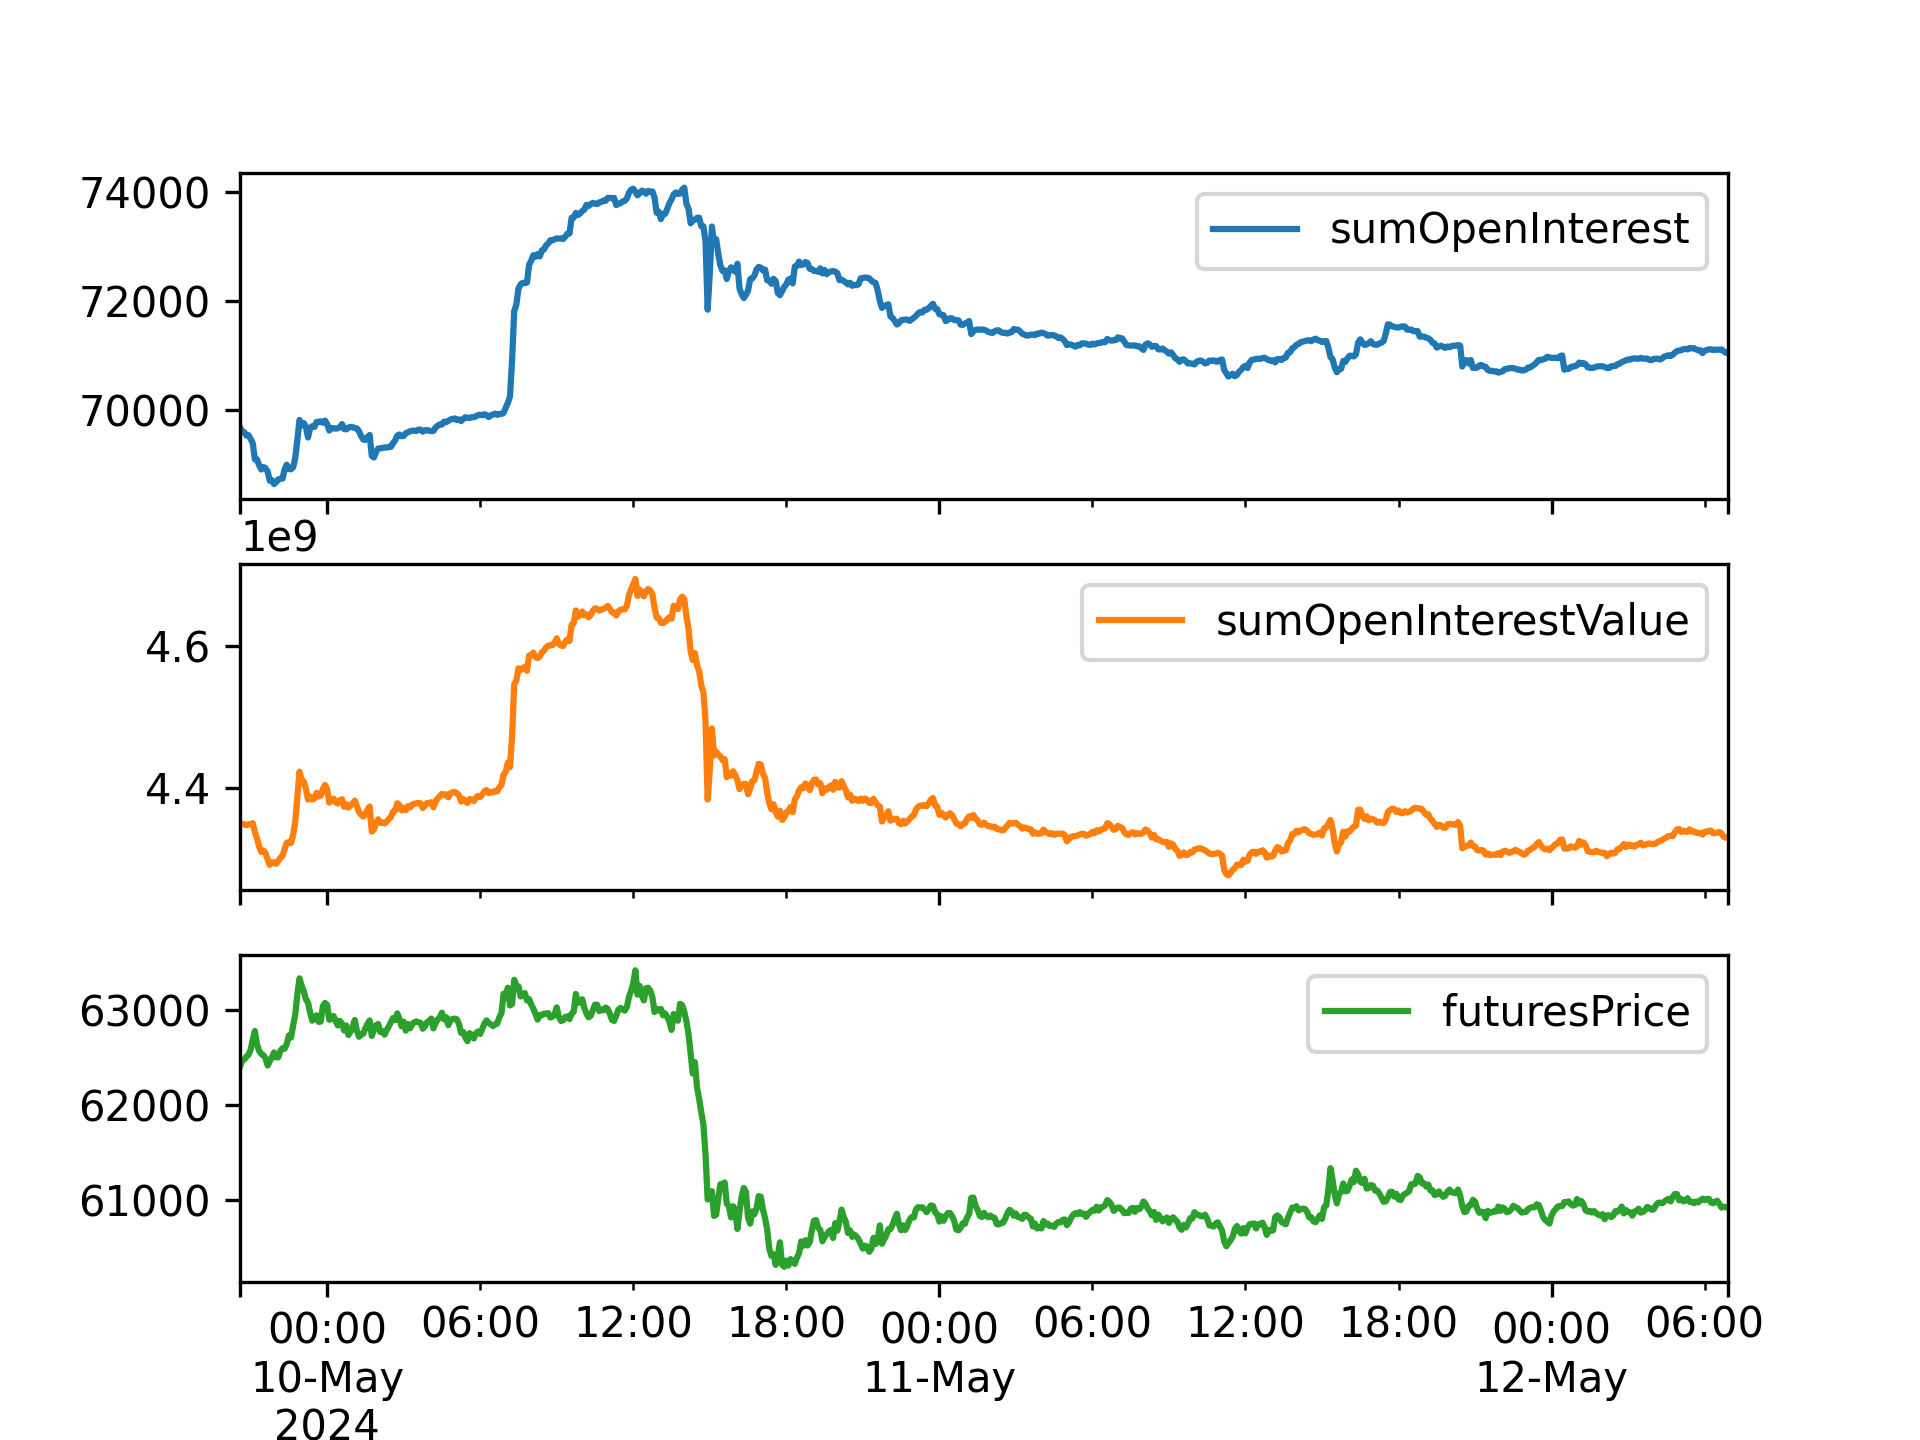 74000
72000
70000
sumOpenInterest
1e9
4.6
4.4
sumOpenInterestValue
63000
62000
61000
futuresPrice
00:00 06:00 12:00 18:00 00:00 06:00 12:00 18:00 00:00 06:00
10-May 11-May 12-May
2024